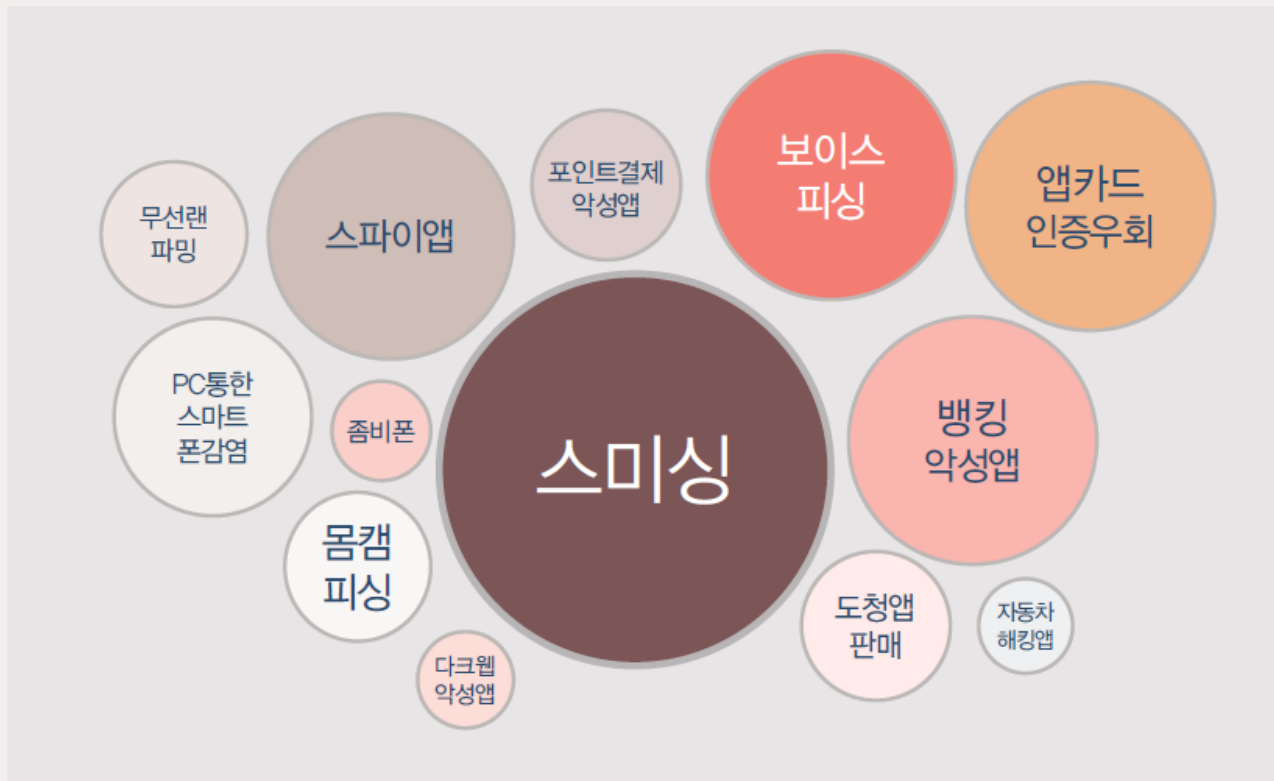 무선랜
파밍
스파이앱
포인트결제
악성앱
보이스
피싱
앱카드
인증우회
PC통한
스마트
폰감염
좀비폰
스미싱
뱅킹
악성앱
몸캠
피싱
다크웹
악성앱
도청앱
판매
자동차
해킹앱